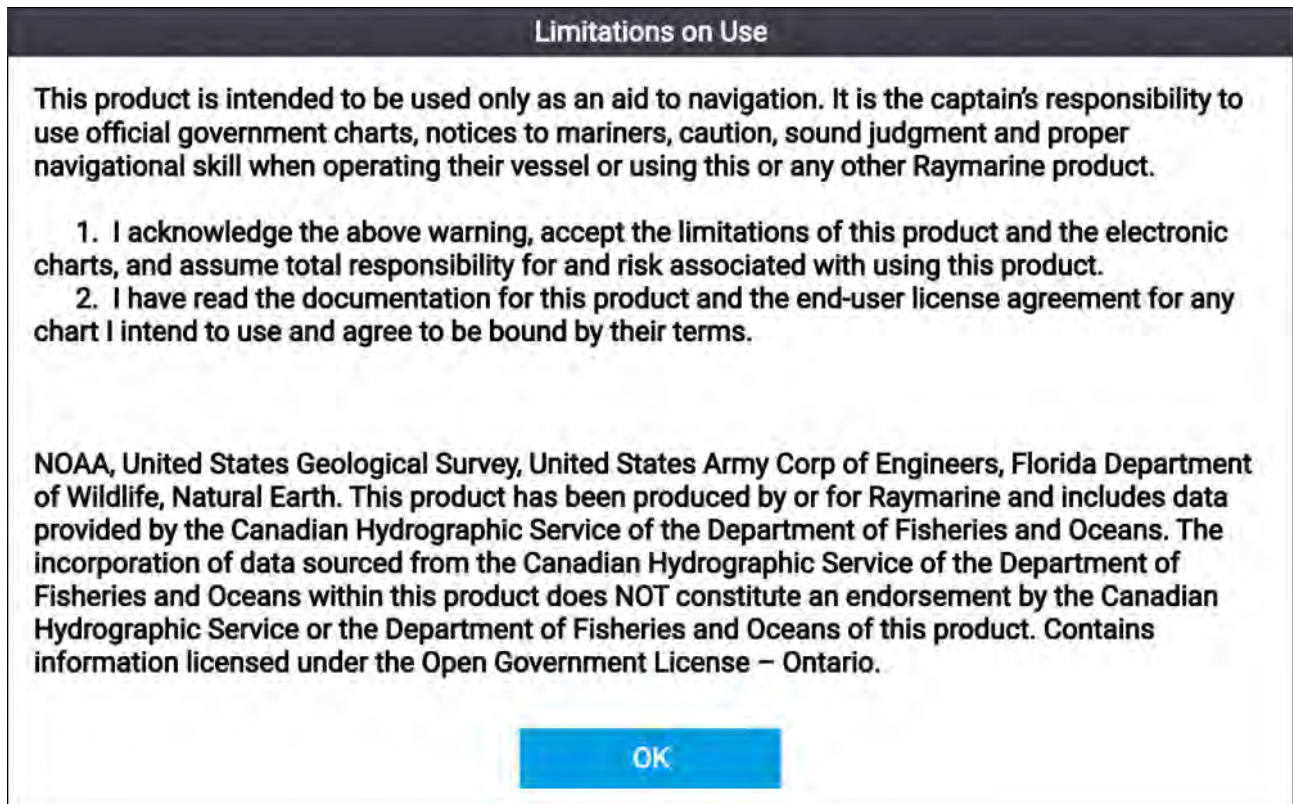 Limitations on Use
This product is intended to be used only as an aid to navigation. It is the captain's responsibility to
use official government charts, notices to mariners, caution, sound judgment and proper
navigational skill when operating their vessel or using this or any other Raymarine product.
1. I acknowledge the above warning, accept the limitations of this product and the electronic
charts, and assume total responsibility for and risk associated with using this product.
2. I have read the documentation for this product and the end-user license agreement for any
chart I intend to use and agree to be bound by their terms.
NOAA, United States Geological Survey, United States Army Corp of Engineers, Florida Department
of Wildlife, Natural Earth. This product has been produced by or for Raymarine and includes data
provided by the Canadian Hydrographic Service of the Department of Fisheries and Oceans. The
incorporation of data sourced from the Canadian Hydrographic Service of the Department of
Fisheries and Oceans within this product does NOT constitute an endorsement by the Canadian
Hydrographic Service or the Department of Fisheries and Oceans of this product. Contains
information licensed under the Open Government License – Ontario.
OK